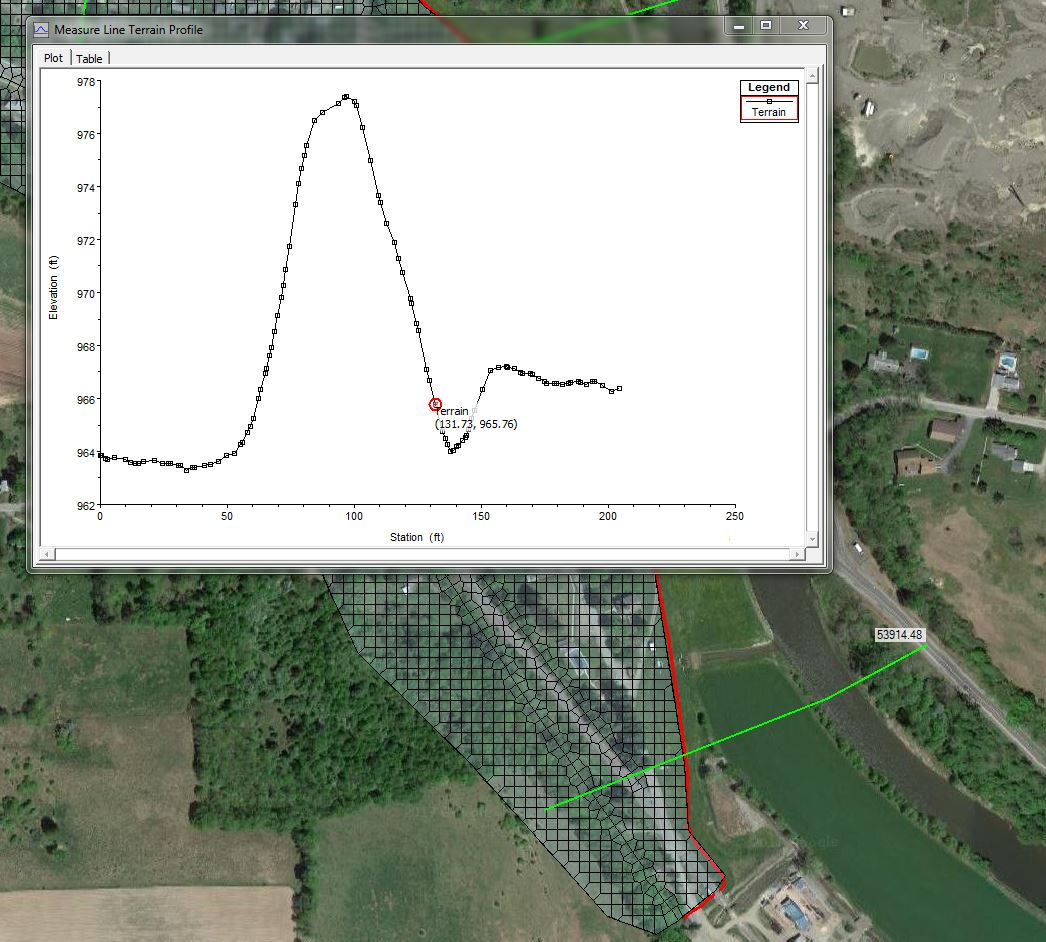 Measure Line Terrain Profile
Plot Table
Legend
Terrain
978
976
974
972
970
968
966
964
962
Elevation (ft)
Terrain
(131.73, 965.76)
0 50 100 150 200 250
Station (ft)
53914.48